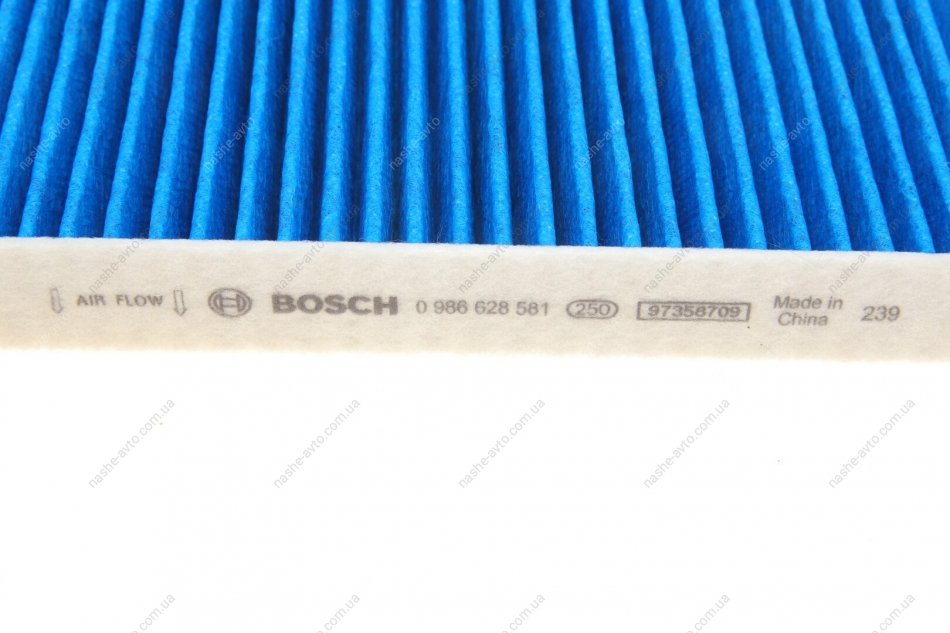 AIR FLOW BOSCH 0 986 628 581 250 97358709 Made in China 239
nashe-avto.com.ua